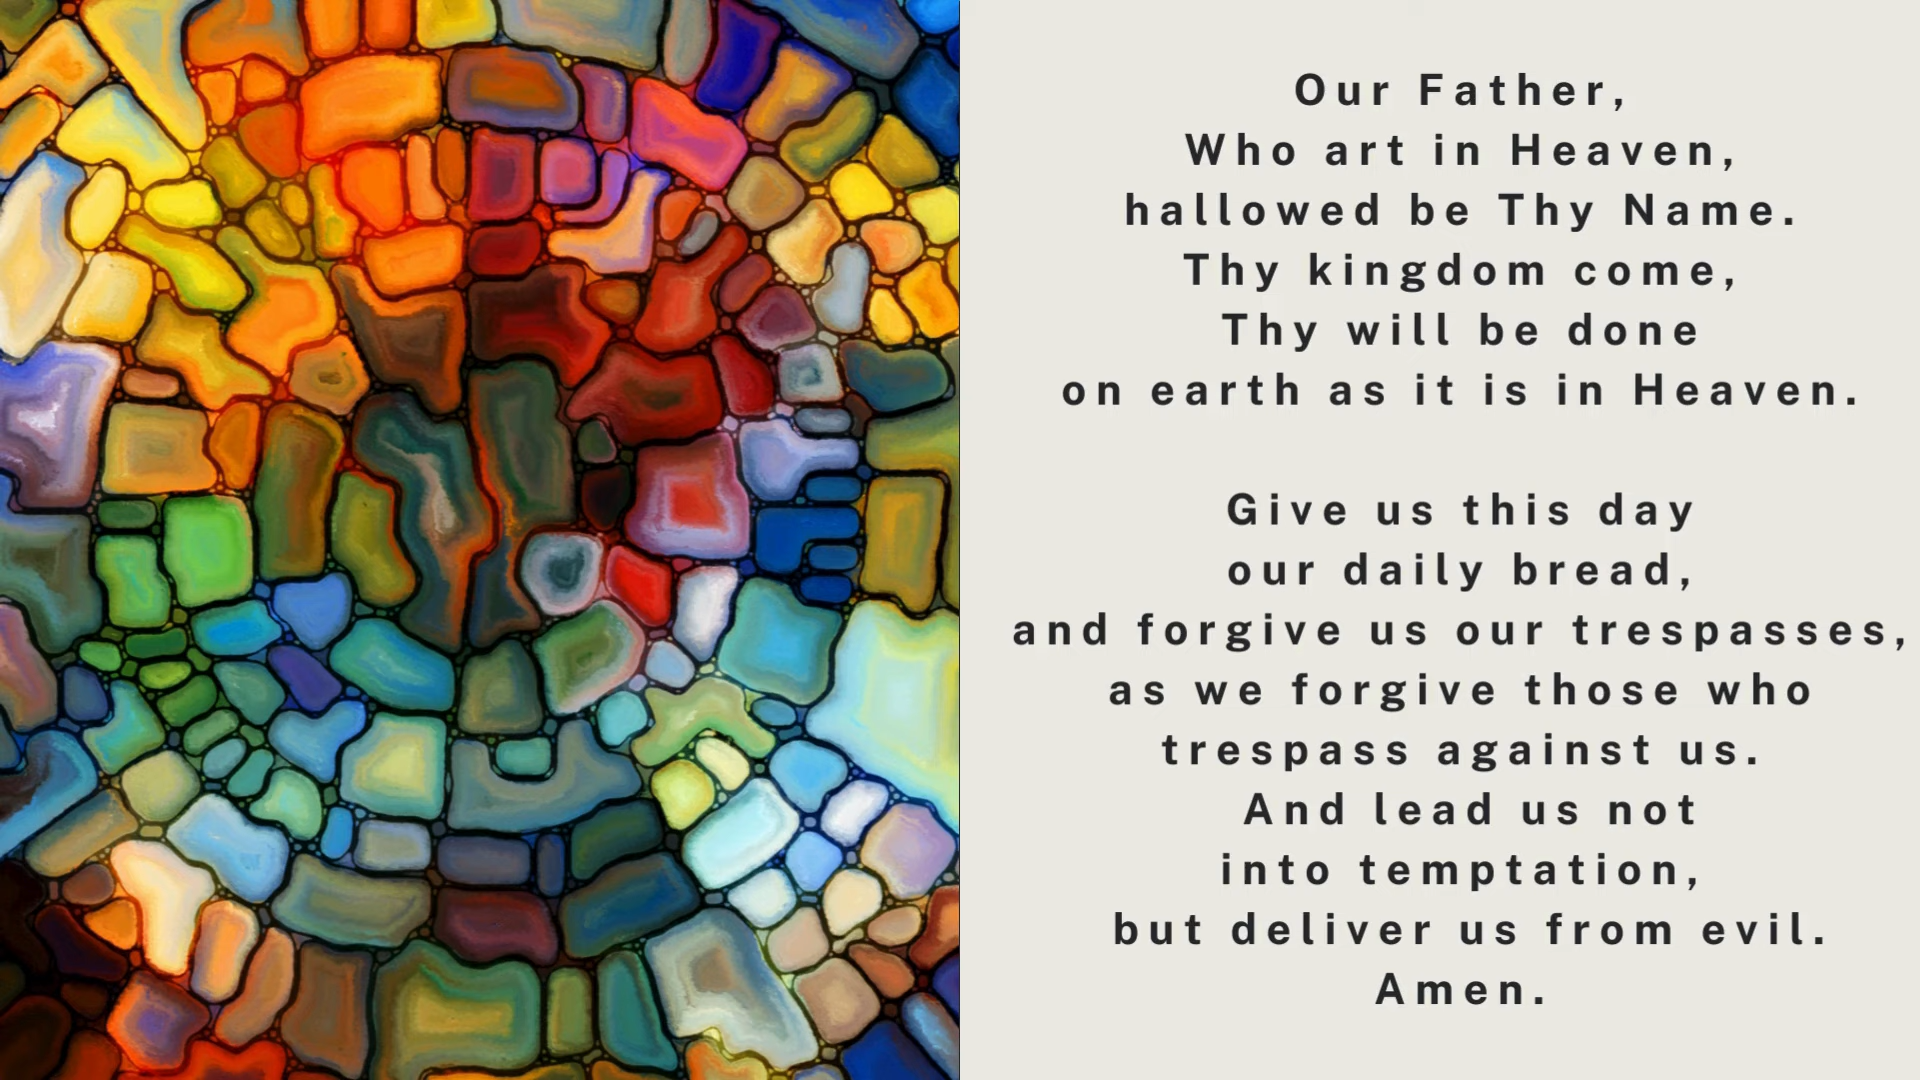 Our Father,
Who art in Heaven,
hallowed be Thy Name.
Thy kingdom come,
Thy will be done
on earth as it is in Heaven.
Give us this day
our daily bread,
and forgive us our trespasses,
as we forgive those who
trespass against us.
And lead us not
into temptation,
but deliver us from evil.
Amen.